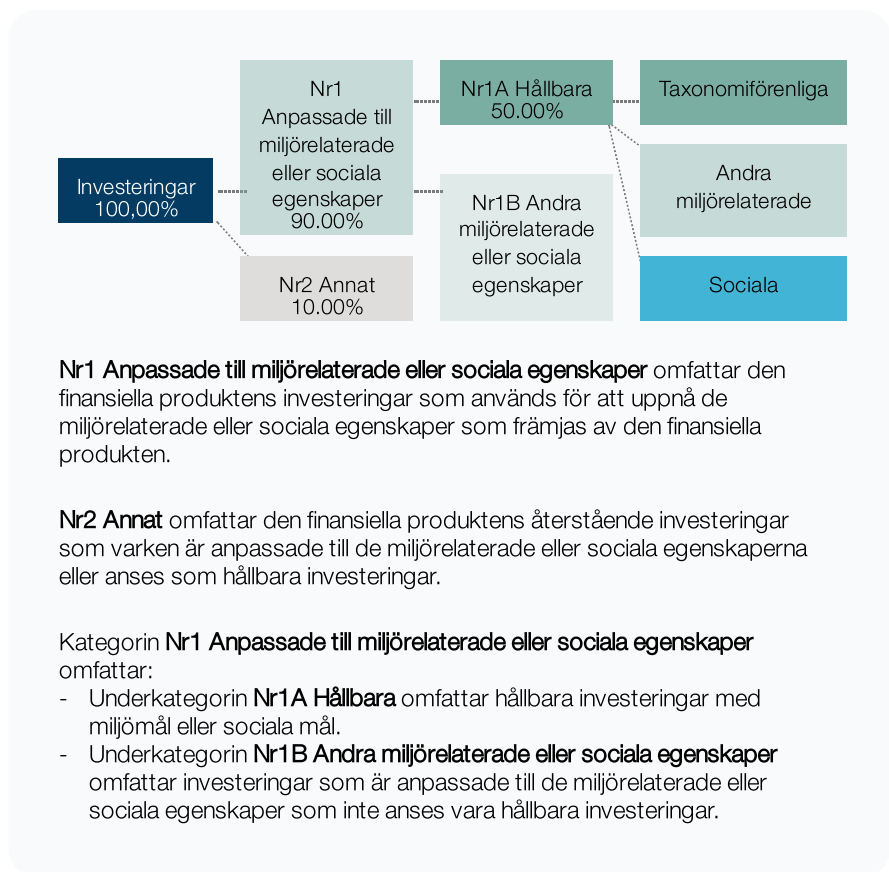 Investeringar
100,00%
Nr1
Anpassade till
miljörelaterade
eller sociala
egenskaper
90.00%
Nr2 Annat
10.00%
Nr1A Hållbara
50.00%
Nr1B Andra
miljörelaterade
eller sociala
egenskaper
Taxonomiförenliga
Andra
miljörelaterade
Sociala
Nr1 Anpassade till miljörelaterade eller sociala egenskaper omfattar den
finansiella produktens investeringar som används för att uppnå de
miljörelaterade eller sociala egenskaper som främjas av den finansiella
produkten.
Nr2 Annat omfattar den finansiella produktens återstående investeringar
som varken är anpassade till de miljörelaterade eller sociala egenskaperna
eller anses som hållbara investeringar.
Kategorin Nr1 Anpassade till miljörelaterade eller sociala egenskaper
omfattar:
- Underkategorin Nr1A Hållbara omfattar hållbara investeringar med
miljömål eller sociala mål.
- Underkategorin Nr1B Andra miljörelaterade eller sociala egenskaper
omfattar investeringar som är anpassade till de miljörelaterade eller
sociala egenskaper som inte anses vara hållbara investeringar.